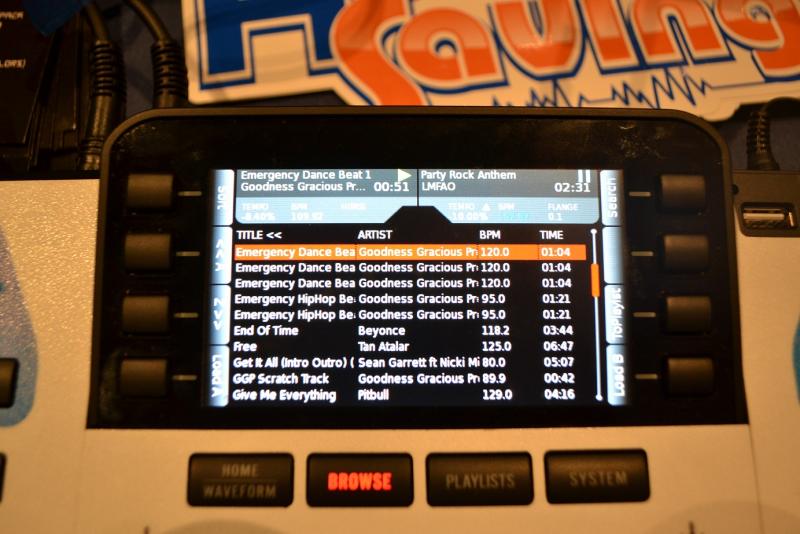 PACK
Saving
Emergency Dance Beat 1
Goodness Gracious Pr... 00:51
Party Rock Anthem
LMFAO 02:31
TEMPO BPM
-8.40% 109.92
TEMPO BPM FLANGE
10.00% 0.1
Sort
Search
TITLE << ARTIST BPM TIME
Emergency Dance Bea Goodness Gracious Pr 120.0 01:04
Emergency Dance Bea Goodness Gracious Pr 120.0 01:04
Emergency Dance Bea Goodness Gracious Pr 120.0 01:04
Emergency HipHop Be Goodness Gracious Pr 95.0 01:21
Emergency HipHop Be Goodness Gracious Pr 95.0 01:21
End Of Time Beyonce 118.2 03:44
Free Tan Atalar 125.0 06:47
Get It All (Intro Outro) ( Sean Garrett ft Nicki Mi 80.0 05:07
GGP Scratch Track Goodness Gracious Pr 89.9 00:42
Give Me Everything Pitbull 129.0 04:16
Load A
Load B
HOME
WAVEFORM
BROWSE
PLAYLISTS
SYSTEM